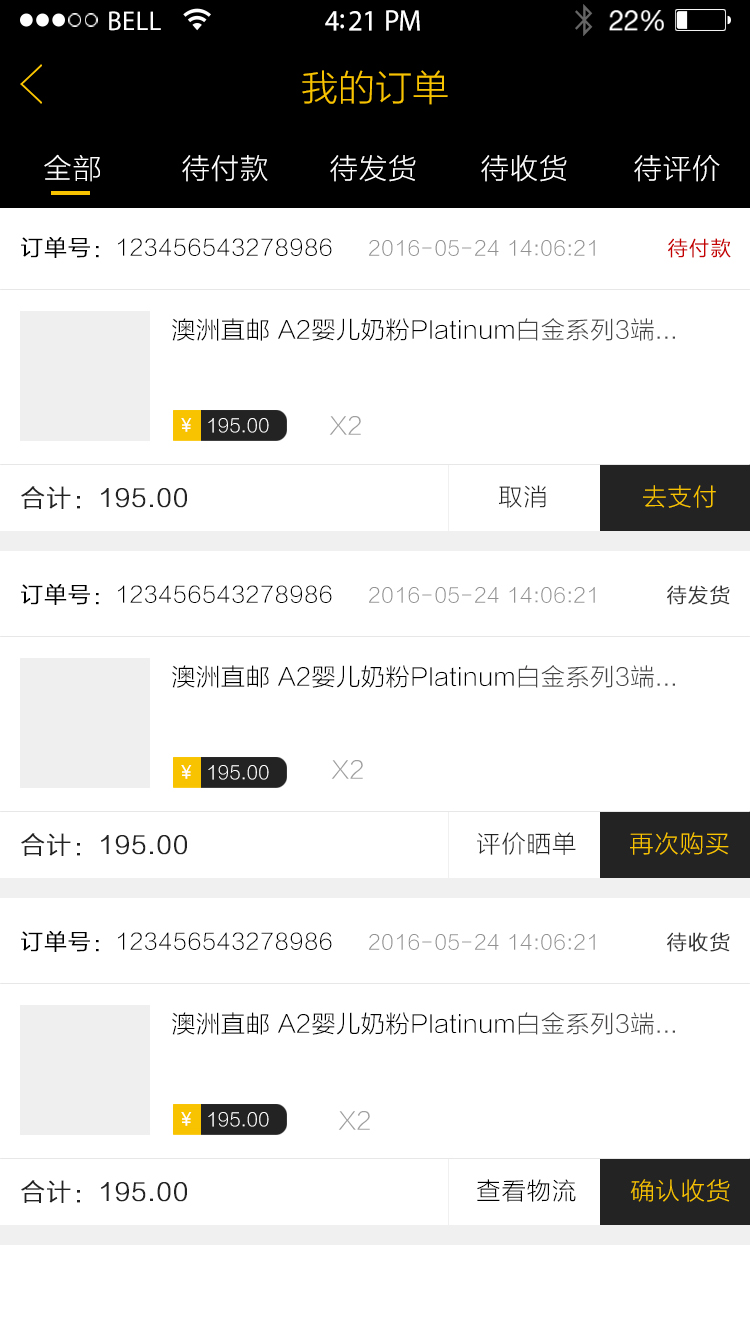 BELL 4:21 PM 22%
我的订单
全部 待付款 待发货 待收货 待评价
订单号：123456543278986 2016-05-24 14:06:21 待付款
澳洲直邮 A2婴儿奶粉Platinum白金系列3端...
¥ 195.00 X2
合计：195.00 取消 去支付
订单号：123456543278986 2016-05-24 14:06:21 待发货
澳洲直邮 A2婴儿奶粉Platinum白金系列3端...
¥ 195.00 X2
合计：195.00 评价晒单 再次购买
订单号：123456543278986 2016-05-24 14:06:21 待收货
澳洲直邮 A2婴儿奶粉Platinum白金系列3端...
¥ 195.00 X2
合计：195.00 查看物流 确认收货